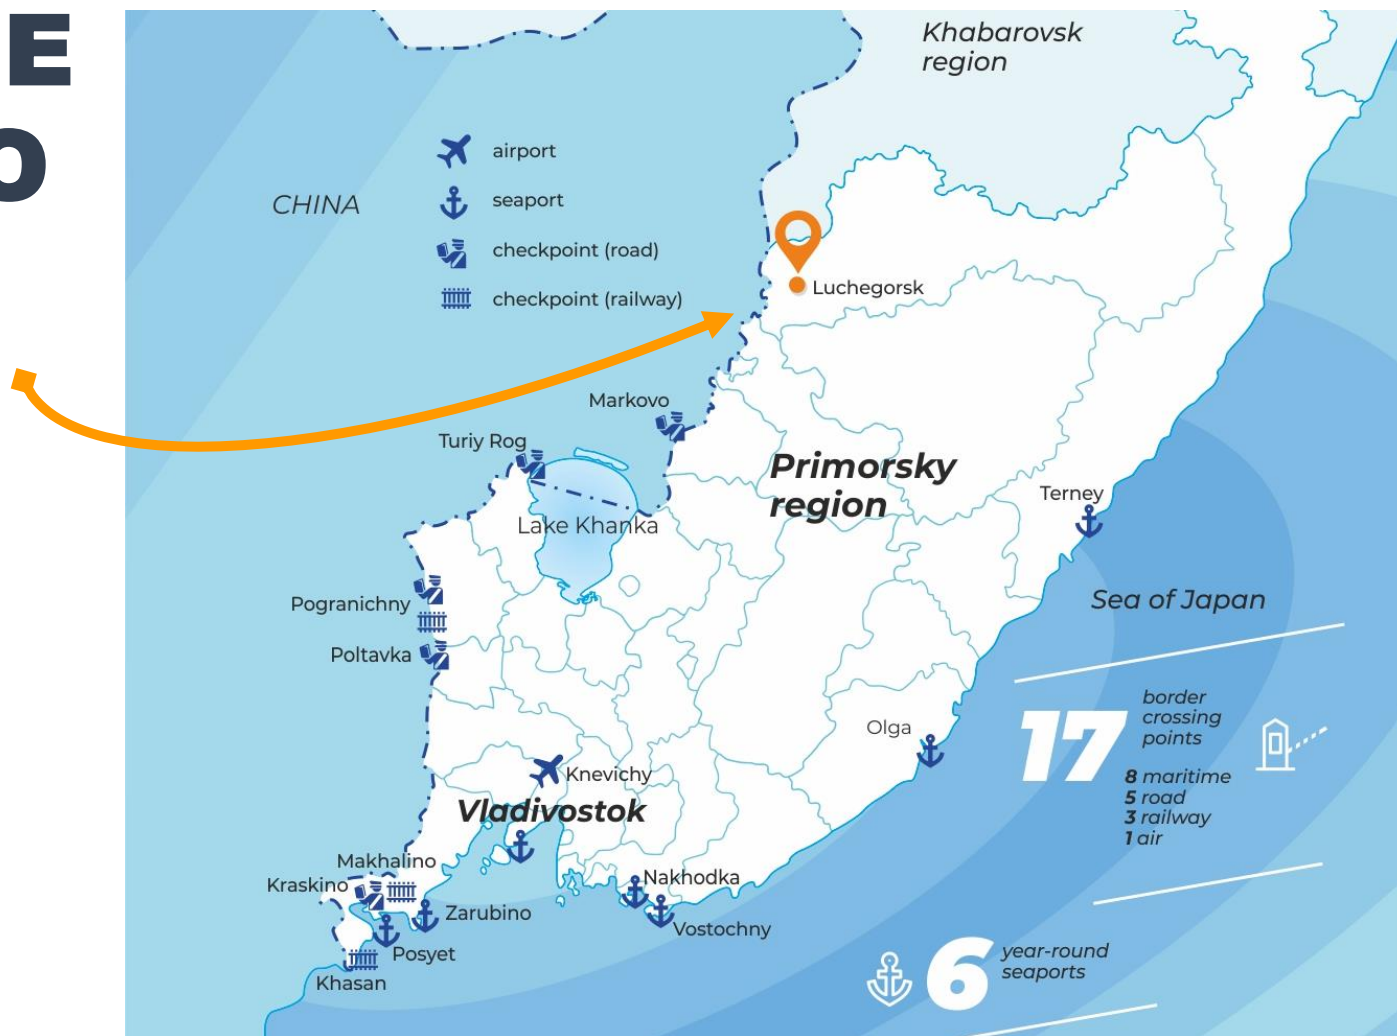 E
O
Khabarovsk
region
airport
CHINA
seaport
checkpoint (road)
checkpoint (railway)
Luchegorsk
Markovo
Turiy Rog
Primorsky
region
Terney
Lake Khanka
Pogranichny
Sea of Japan
Poltavka
17
border
crossing
points
8 maritime
5 road
3 railway
1 air
Olga
Knevichy
Vladivostok
Makhalino
Kraskino
Nakhodka
Zarubino
Vostochny
Posyet
Khasan
6
year-round
seaports